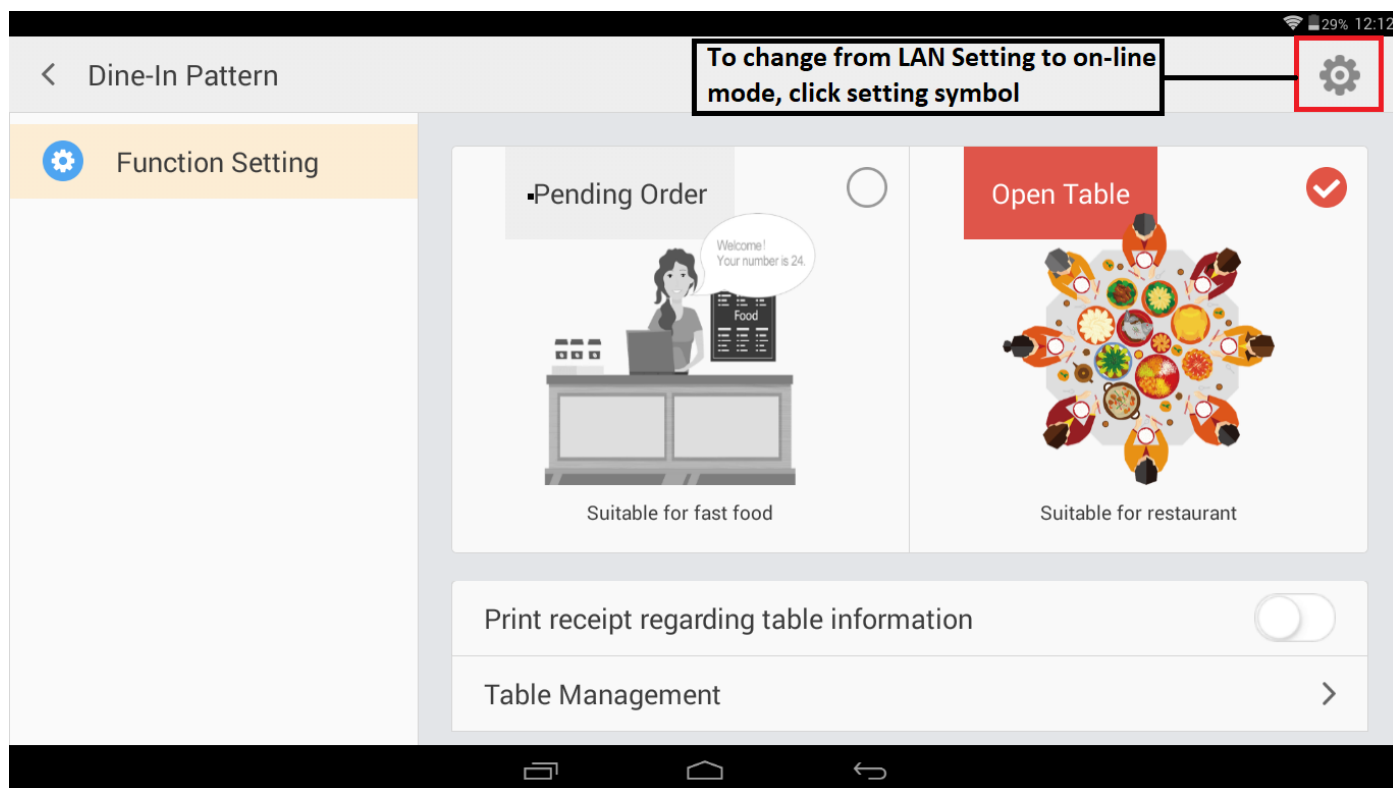 29% 12:12
Dine-In Pattern
To change from LAN Setting to on-line
mode, click setting symbol
Function Setting
Pending Order
Open Table
Welcome!
Your number is 24.
Food
Suitable for fast food
Suitable for restaurant
Print receipt regarding table information
Table Management